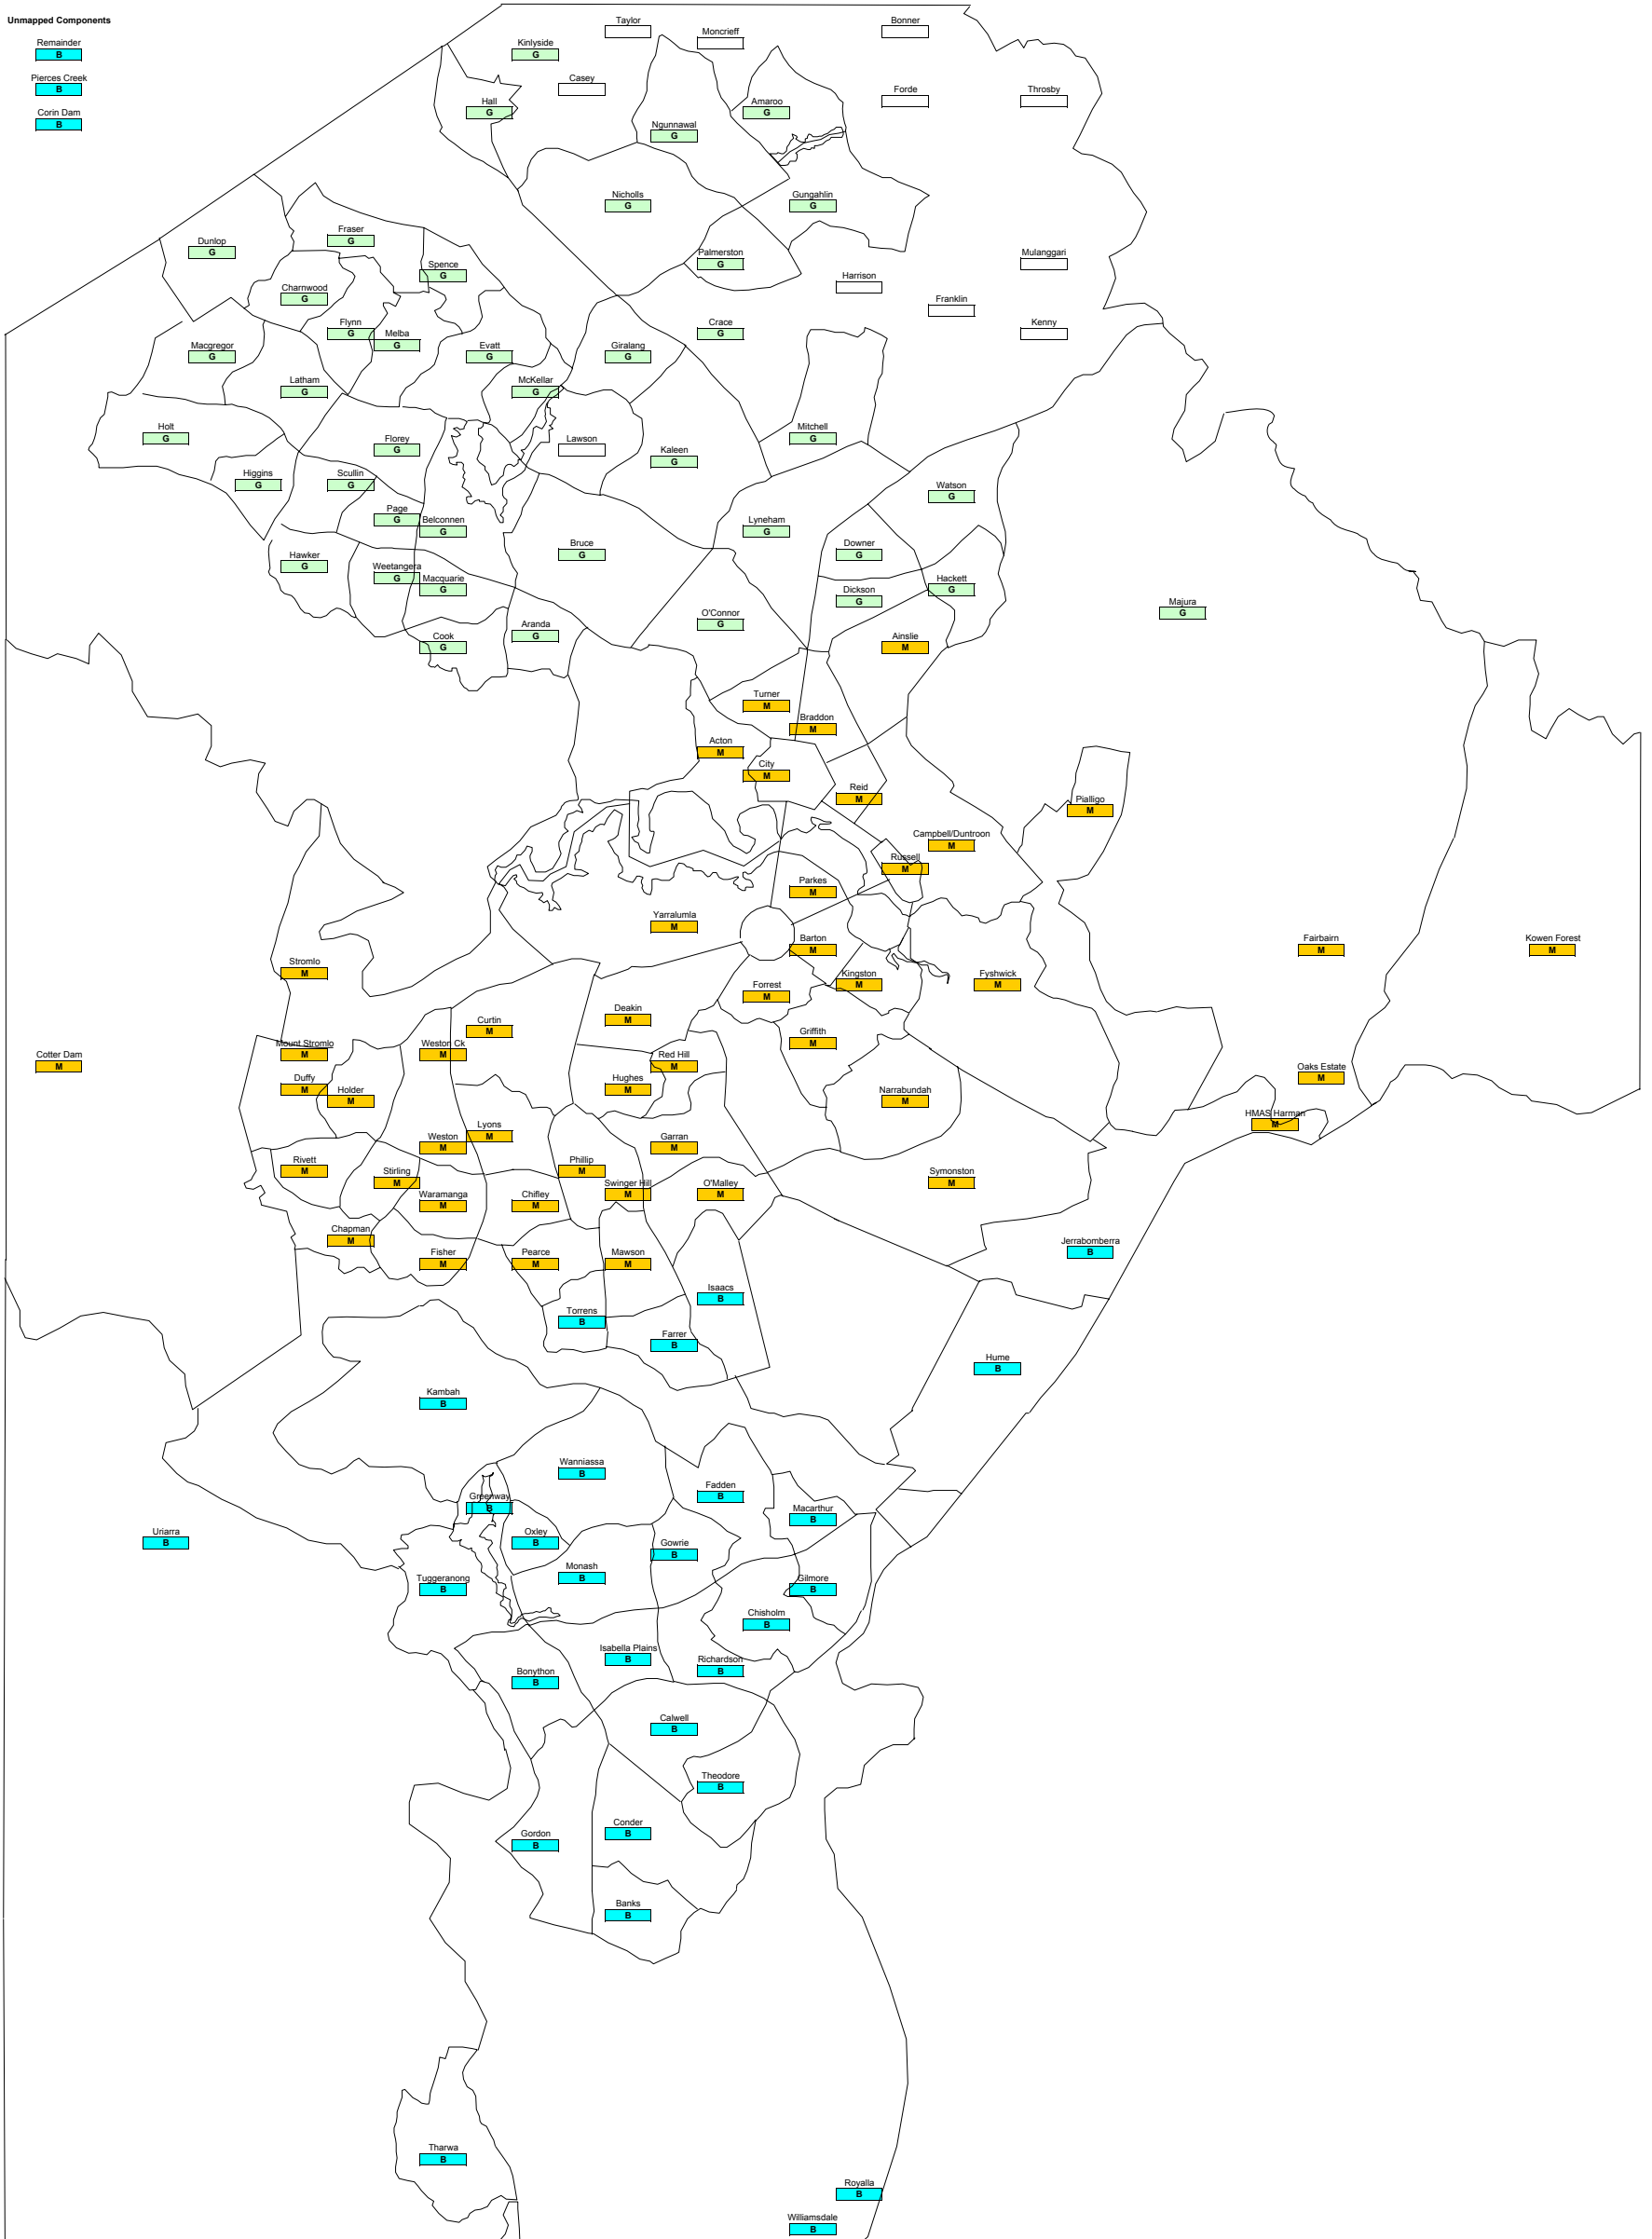 Unmapped Components
Remainder
B
Pierces Creek
B
Corin Dam
B
Taylor
Moncrieff
Bonner
Kinlyside
G
Casey
Hall
G
Amaroo
G
Forde
Throsby
Ngunnawal
G
Nicholls
G
Gungahlin
G
Dunlop
G
Fraser
G
Spence
G
Palmerston
G
Harrison
Mulanggari
Charnwood
G
Franklin
Flynn
G
Melba
G
Crace
G
Kenny
Macgregor
G
Evatt
G
Giralang
G
Latham
G
McKellar
G
Holt
G
Florey
G
Lawson
Kaleen
G
Mitchell
G
Higgins
G
Scullin
G
Watson
G
Page
G
Belconnen
G
Lyneham
G
Hawker
G
Weetangera
G
Macquarie
G
Bruce
G
Downer
G
Dickson
G
Hackett
G
Majura
G
Cook
G
Aranda
G
O'Connor
G
Ainslie
M
Turner
M
Braddon
M
Acton
M
City
M
Reid
M
Pialligo
M
Campbell/Duntroon
M
Russell
M
Parkes
M
Yarralumla
M
Barton
M
Fairbairn
M
Kowen Forest
M
Stromlo
M
Forrest
M
Kingston
M
Fyshwick
M
Curtin
M
Deakin
M
Griffith
M
Cotter Dam
M
Mount Stromlo
M
Weston Ck
M
Red Hill
M
Duffy
M
Holder
M
Hughes
M
Narrabundah
M
Oaks Estate
M
HMAS Harman
M
Weston
M
Lyons
M
Garran
M
Rivett
M
Stirling
M
Phillip
M
Symonston
M
Waramanga
M
Chifley
M
Swinger Hill
M
O'Malley
M
Chapman
M
Fisher
M
Pearce
M
Mawson
M
Jerrabomberra
B
Isaacs
B
Torrens
B
Farrer
B
Hume
B
Kambah
B
Wanniassa
B
Fadden
B
Greenway
B
Macarthur
B
Uriarra
B
Oxley
B
Gowrie
B
Tuggeranong
B
Monash
B
Gilmore
B
Chisholm
B
Isabella Plains
B
Richardson
B
Bonython
B
Calwell
B
Theodore
B
Gordon
B
Conder
B
Banks
B
Tharwa
B
Royalla
B
Williamsdale
B